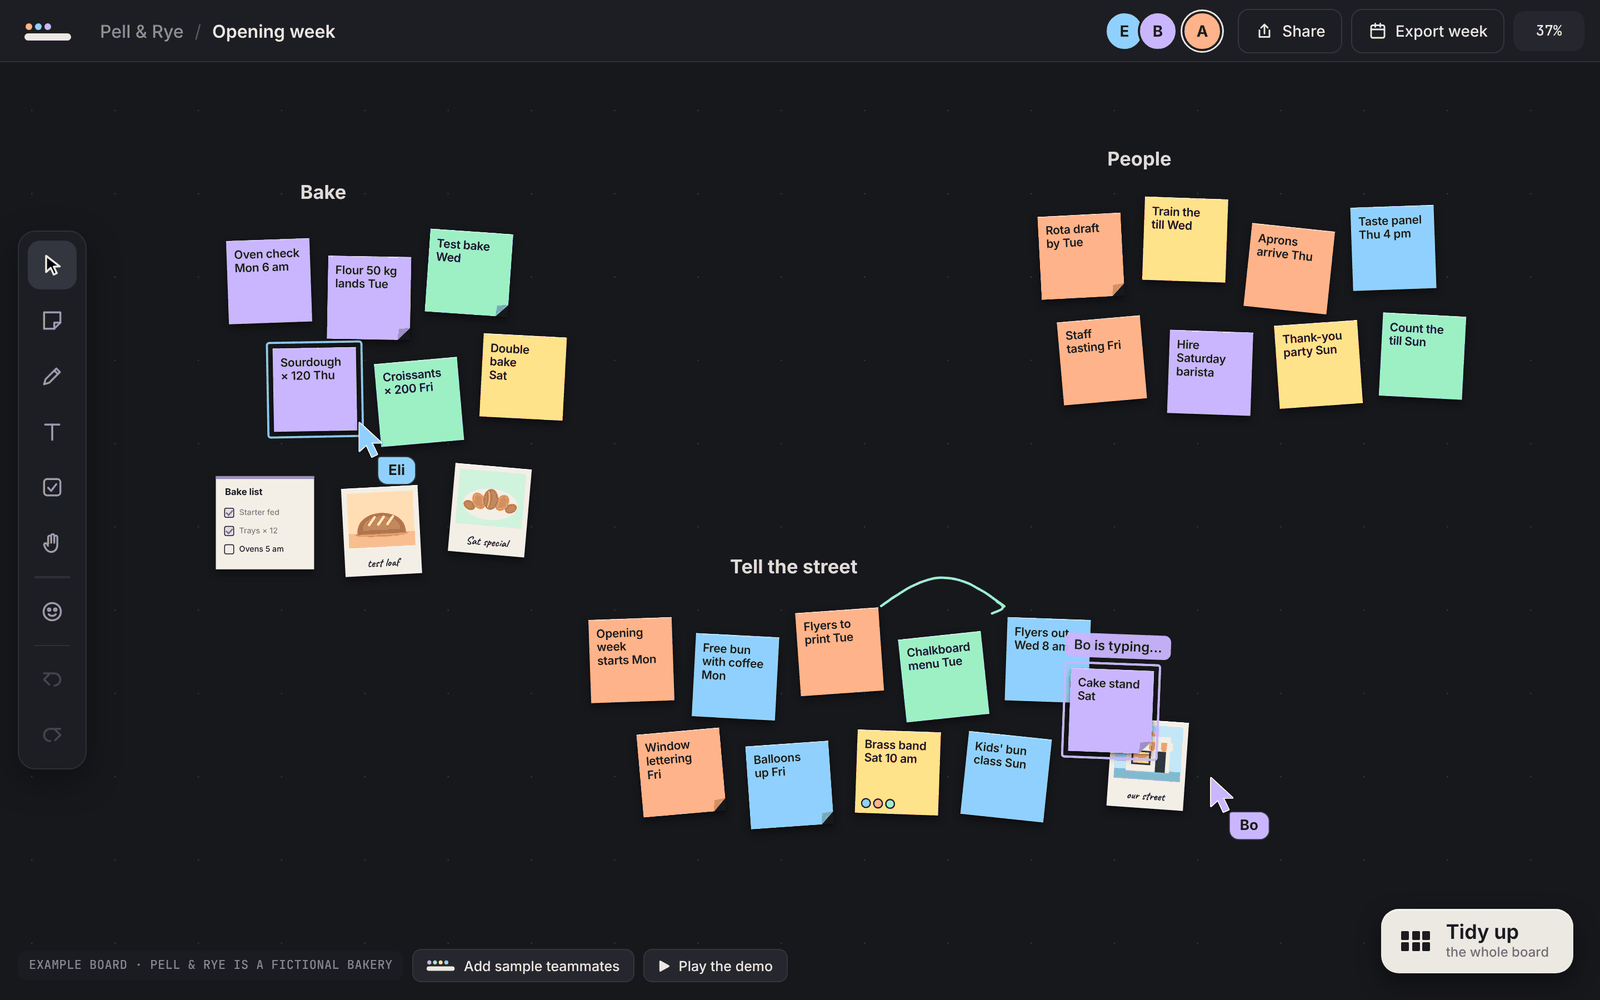 Pell & Rye / Opening week
E
B
A
Share
Export week
37%
Bake
People
Oven check
Mon 6 am
Flour 50 kg
lands Tue
Test bake
Wed
Sourdough
× 120 Thu
Croissants
× 200 Fri
Double
bake
Sat
Eli
Bake list
Starter fed
Trays × 12
Ovens 5 am
test loaf
Sat special
Rota draft
by Tue
Train the
till Wed
Aprons
arrive Thu
Taste panel
Thu 4 pm
Staff
tasting Fri
Hire
Saturday
barista
Thank-you
party Sun
Count the
till Sun
Tell the street
Opening
week
starts Mon
Free bun
with coffee
Mon
Flyers to
print Tue
Chalkboard
menu Tue
Flyers out
Wed 8 am
Bo is typing...
Cake stand
Sat
Window
lettering
Fri
Balloons
up Fri
Brass band
Sat 10 am
Kids' bun
class Sun
our street
Bo
EXAMPLE BOARD · PELL & RYE IS A FICTIONAL BAKERY
Add sample teammates
Play the demo
Tidy up
the whole board